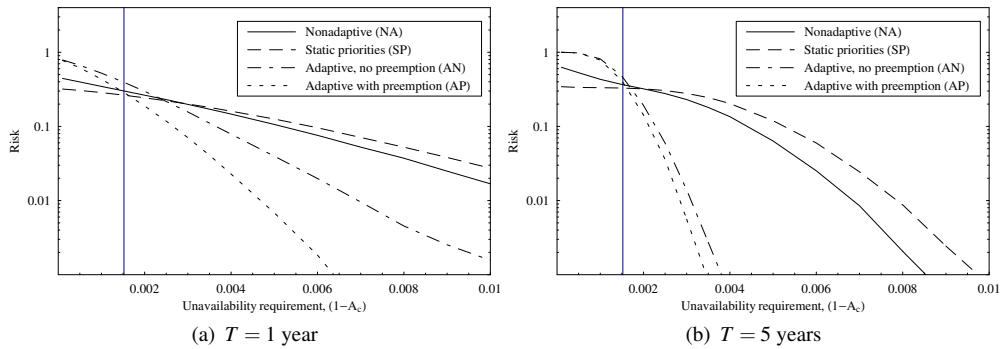 1
0.1
0.01
Risk
0.002
0.004
0.006
0.008
0.01
Unavailability requirement, (1−Ac)
Nonadaptive (NA)
Static priorities (SP)
Adaptive, no preemption (AN)
Adaptive with preemption (AP)
(a) T = 1 year
1
0.1
0.01
Risk
0.002
0.004
0.006
0.008
0.01
Unavailability requirement, (1−Ac)
Nonadaptive (NA)
Static priorities (SP)
Adaptive, no preemption (AN)
Adaptive with preemption (AP)
(b) T = 5 years